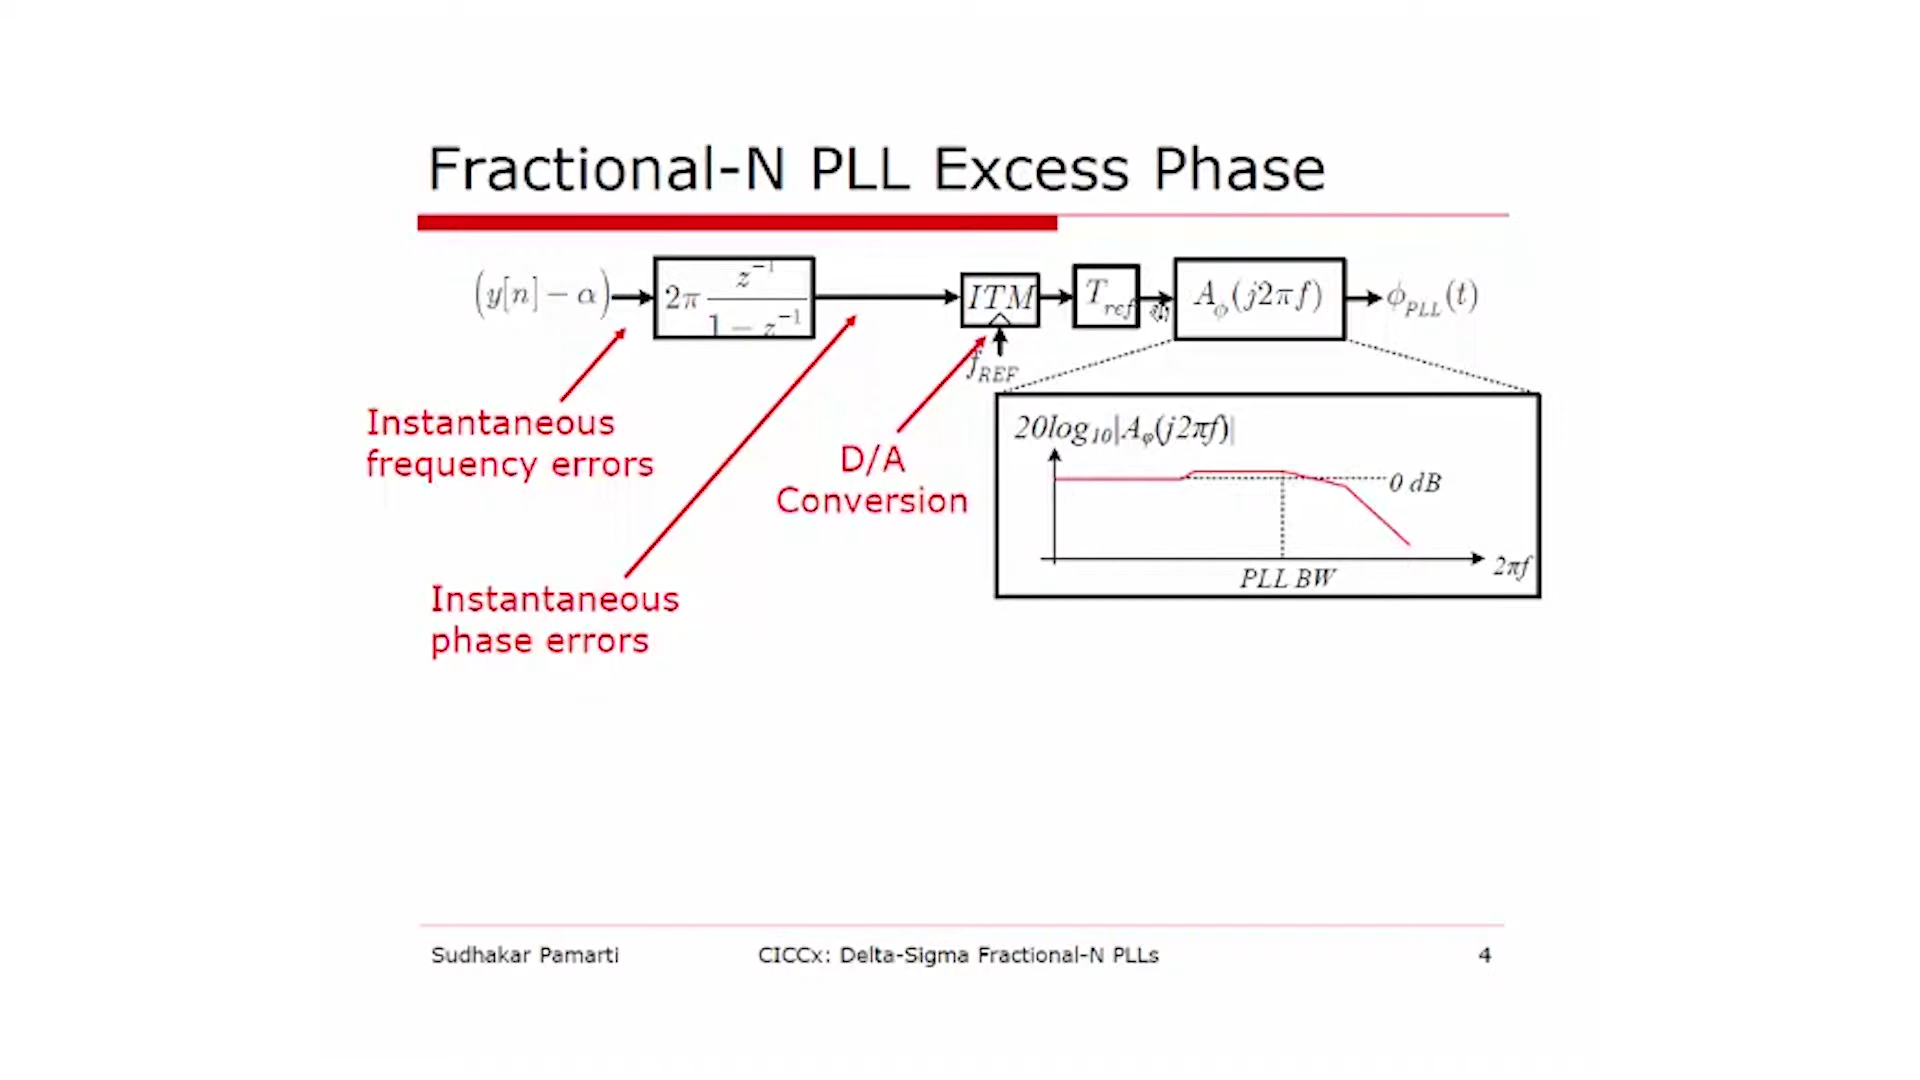 Fractional-N PLL Excess Phase
(y[n] − α)
2π z⁻¹ / 1 − z⁻¹
ITM
T_ref
A_ϕ(j2πf)
ϕ_PLL(t)
f_REF
Instantaneous
frequency errors
D/A
Conversion
20log₁₀|A_φ(j2πf)|
0 dB
2πf
PLL BW
Instantaneous
phase errors
Sudhakar Pamarti
CICCx: Delta-Sigma Fractional-N PLLs
4